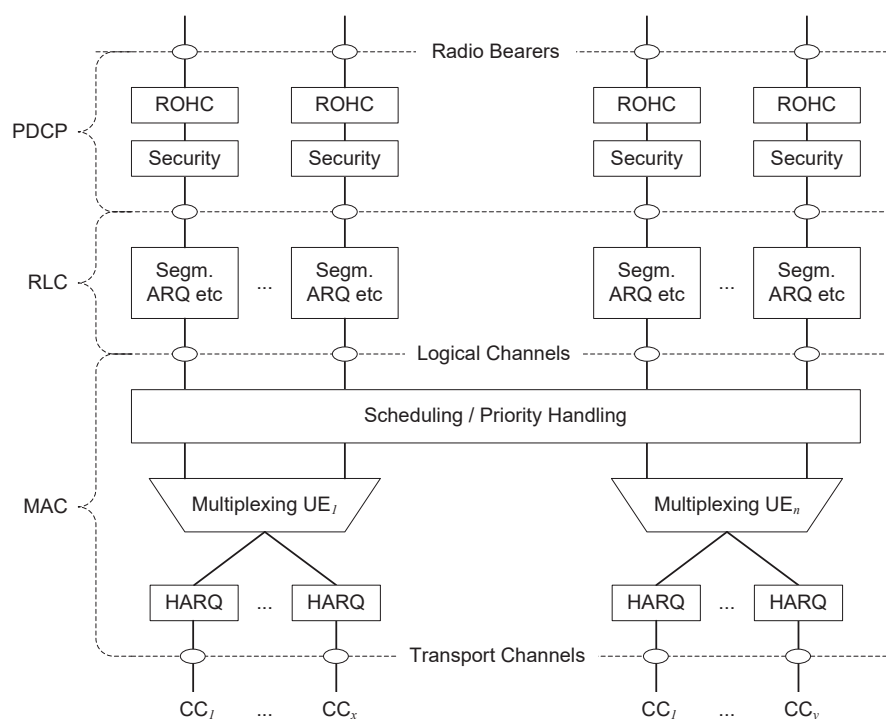 Radio Bearers
ROHC ROHC ROHC ROHC
PDCP
Security Security Security Security
Segm. ARQ etc ... Segm. ARQ etc Segm. ARQ etc ... Segm. ARQ etc
RLC
Logical Channels
Scheduling / Priority Handling
MAC
Multiplexing UE1 Multiplexing UEn
HARQ ... HARQ HARQ ... HARQ
Transport Channels
CC1 ... CCx CC1 ... CCy